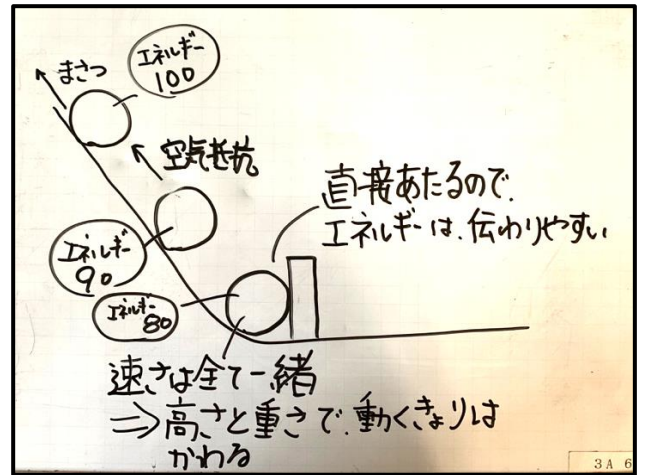 まさつ
エネルギー
100
空気抵抗
直接あたるので、
エネルギーは、伝わりやすい
エネルギー
90
エネルギー
80
速さは全て一緒
⇒高さと重さで、動くきょりは
かわる
3A 6